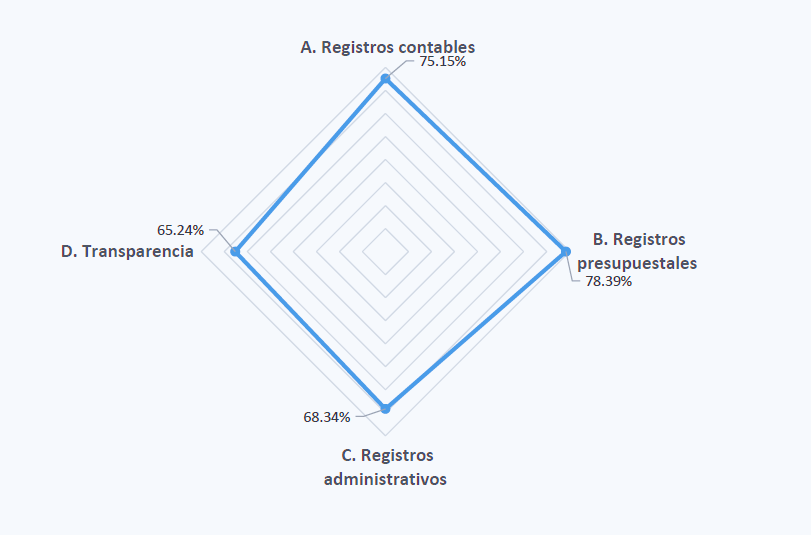 A. Registros contables
75.15%
B. Registros
presupuestales
78.39%
65.24%
D. Transparencia
68.34%
C. Registros
administrativos